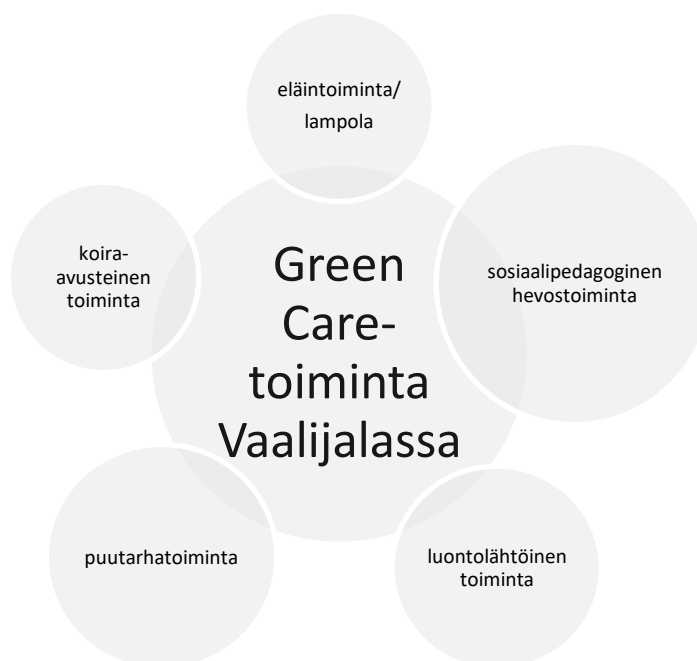 eläintoiminta/
lampola
sosiaalipedagoginen
hevostoiminta
luontolähtöinen
toiminta
puutarhatoiminta
koira-
avusteinen
toiminta
Green
Care-
toiminta
Vaalijalassa